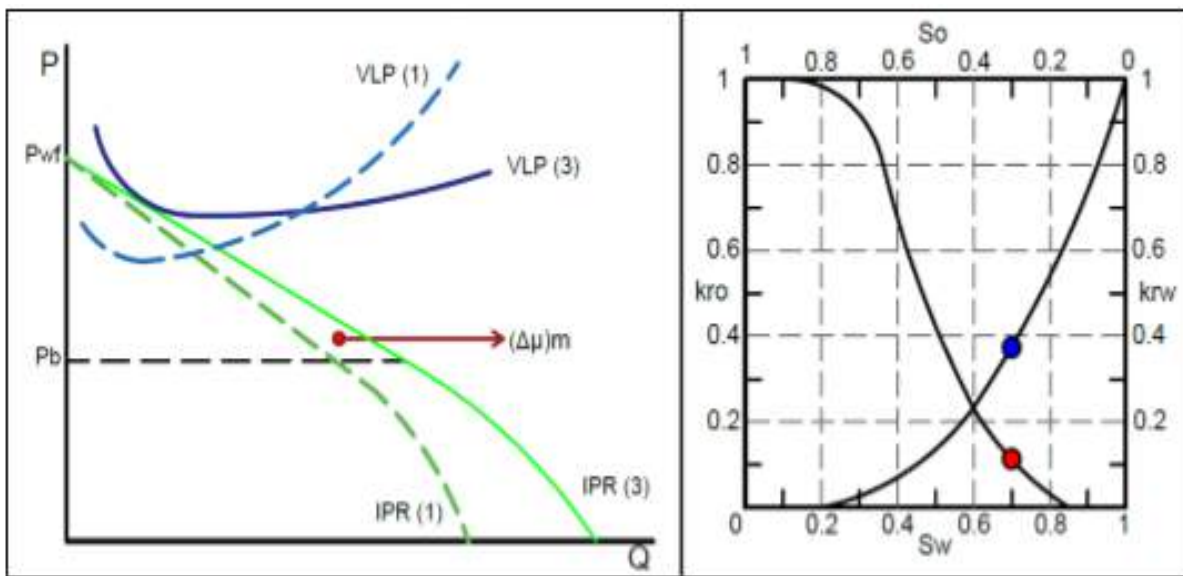 P
VLP (1)
Pwf
VLP (3)
(Δμ)m
Pb
IPR (3)
IPR (1)
Q
So
1 0.8 0.6 0.4 0.2 0
1 1
0.8 0.8
0.6 0.6
kro krw
0.4 0.4
0.2 0.2
0 0.2 0.4 0.6 0.8 1
Sw